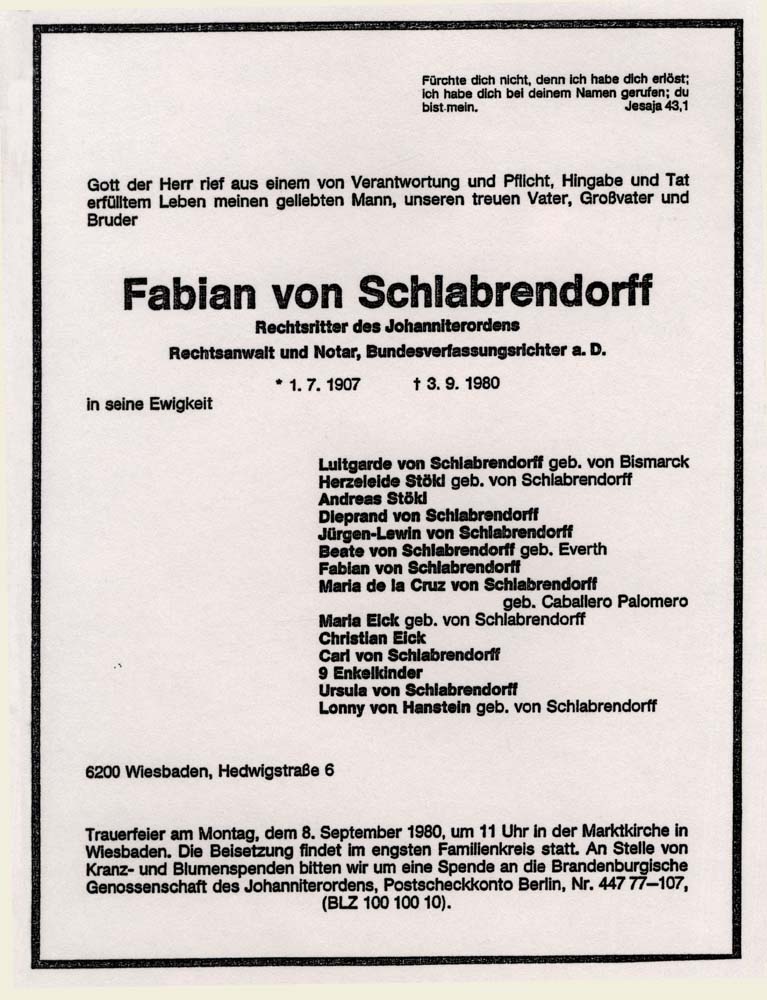 Fürchte dich nicht, denn ich habe dich erlöst;
ich habe dich bei deinem Namen gerufen; du
bist mein. Jesaja 43,1
Gott der Herr rief aus einem von Verantwortung und Pflicht, Hingabe und Tat
erfülltem Leben meinen geliebten Mann, unseren treuen Vater, Großvater und
Bruder
Fabian von Schlabrendorff
Rechtsritter des Johanniterordens
Rechtsanwalt und Notar, Bundesverfassungsrichter a. D.
* 1. 7. 1907 † 3. 9. 1980
in seine Ewigkeit
Luitgarde von Schlabrendorff geb. von Bismarck
Herzeleide Stökl geb. von Schlabrendorff
Andreas Stökl
Dieprand von Schlabrendorff
Jürgen-Lewin von Schlabrendorff
Beate von Schlabrendorff geb. Everth
Fabian von Schlabrendorff
Maria de la Cruz von Schlabrendorff
geb. Caballero Palomero
Maria Eick geb. von Schlabrendorff
Christian Eick
Carl von Schlabrendorff
9 Enkelkinder
Ursula von Schlabrendorff
Lonny von Hanstein geb. von Schlabrendorff
6200 Wiesbaden, Hedwigstraße 6
Trauerfeier am Montag, dem 8. September 1980, um 11 Uhr in der Marktkirche in
Wiesbaden. Die Beisetzung findet im engsten Familienkreis statt. An Stelle von
Kranz- und Blumenspenden bitten wir um eine Spende an die Brandenburgische
Genossenschaft des Johanniterordens, Postscheckkonto Berlin, Nr. 447 77–107,
(BLZ 100 100 10).